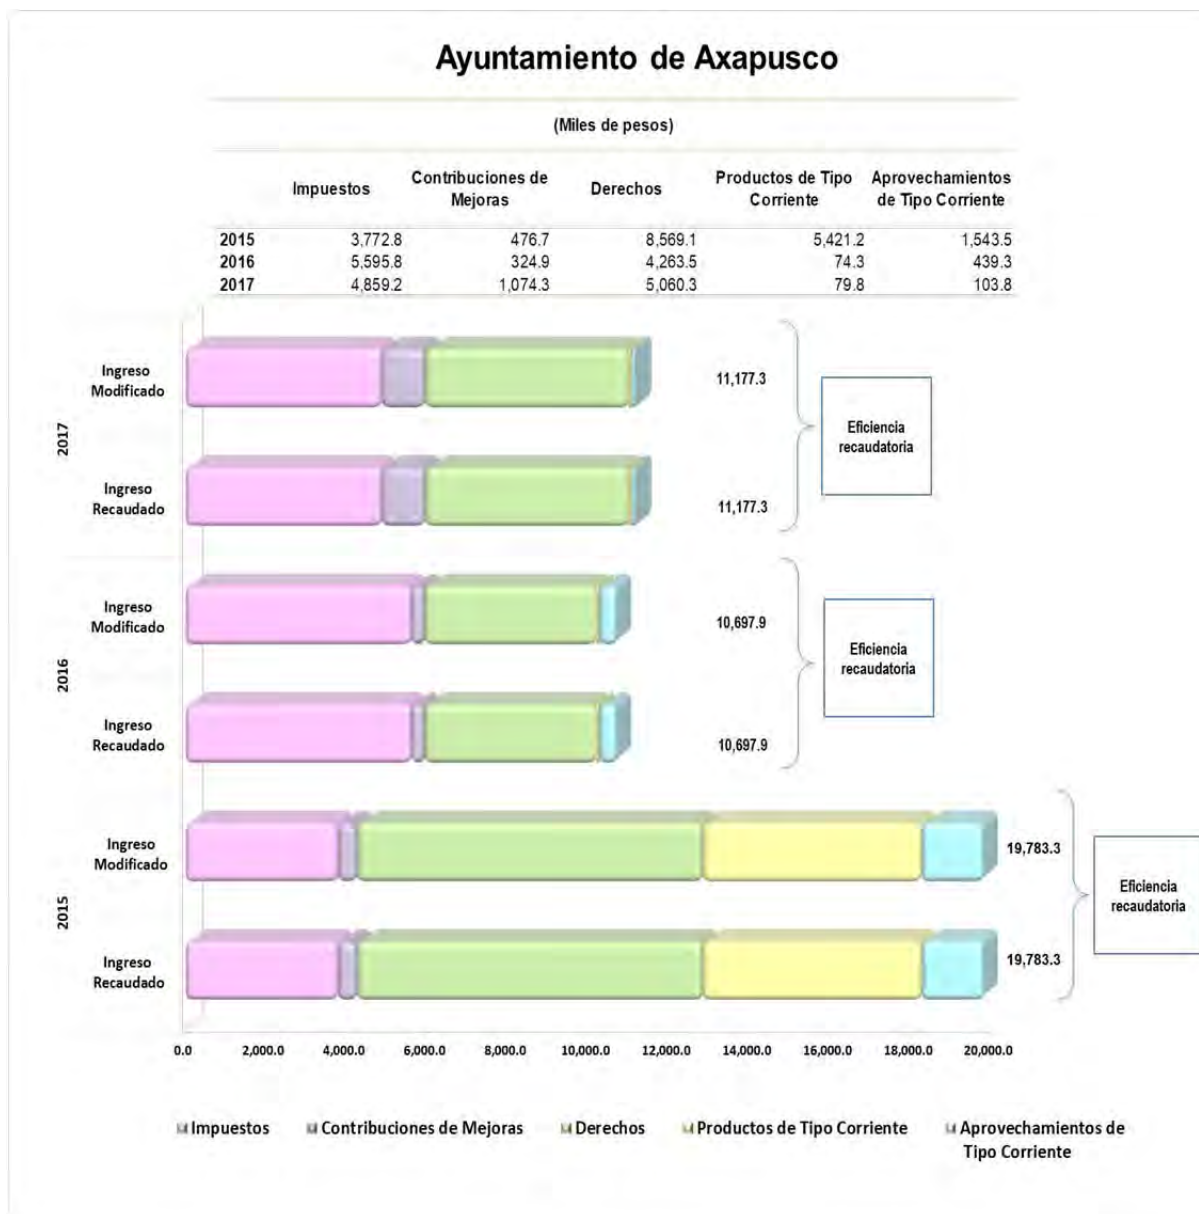 Ayuntamiento de Axapusco
(Miles de pesos)
Impuestos Contribuciones de Mejoras Derechos Productos de Tipo Corriente Aprovechamientos de Tipo Corriente
2015 3,772.8 476.7 8,569.1 5,421.2 1,543.5
2016 5,595.8 324.9 4,263.5 74.3 439.3
2017 4,859.2 1,074.3 5,060.3 79.8 103.8
2017
Ingreso
Modificado
11,177.3
Ingreso
Recaudado
11,177.3
Eficiencia
recaudatoria
2016
Ingreso
Modificado
10,697.9
Ingreso
Recaudado
10,697.9
Eficiencia
recaudatoria
2015
Ingreso
Modificado
19,783.3
Ingreso
Recaudado
19,783.3
Eficiencia
recaudatoria
0.0 2,000.0 4,000.0 6,000.0 8,000.0 10,000.0 12,000.0 14,000.0 16,000.0 18,000.0 20,000.0
Impuestos Contribuciones de Mejoras Derechos Productos de Tipo Corriente Aprovechamientos de
Tipo Corriente